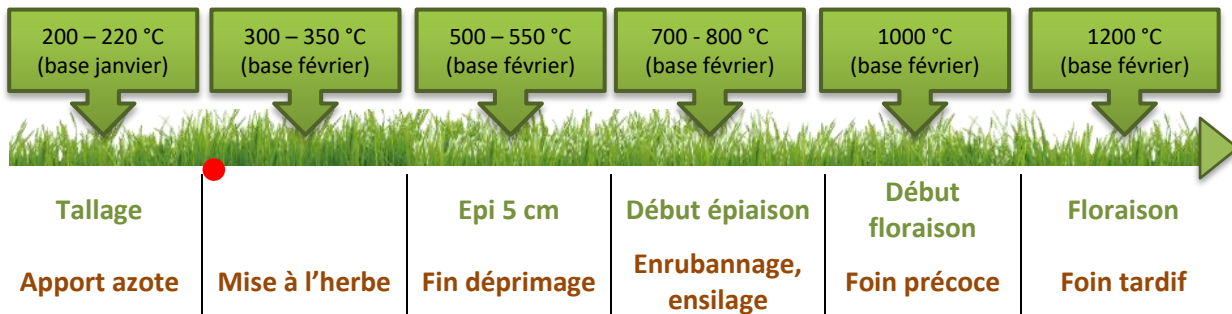 200 – 220 °C
(base janvier)
300 – 350 °C
(base février)
500 – 550 °C
(base février)
700 - 800 °C
(base février)
1000 °C
(base février)
1200 °C
(base février)
Tallage
Epi 5 cm
Début épiaison
Début
floraison
Floraison
Apport azote
Mise à l’herbe
Fin déprimage
Enrubannage,
ensilage
Foin précoce
Foin tardif